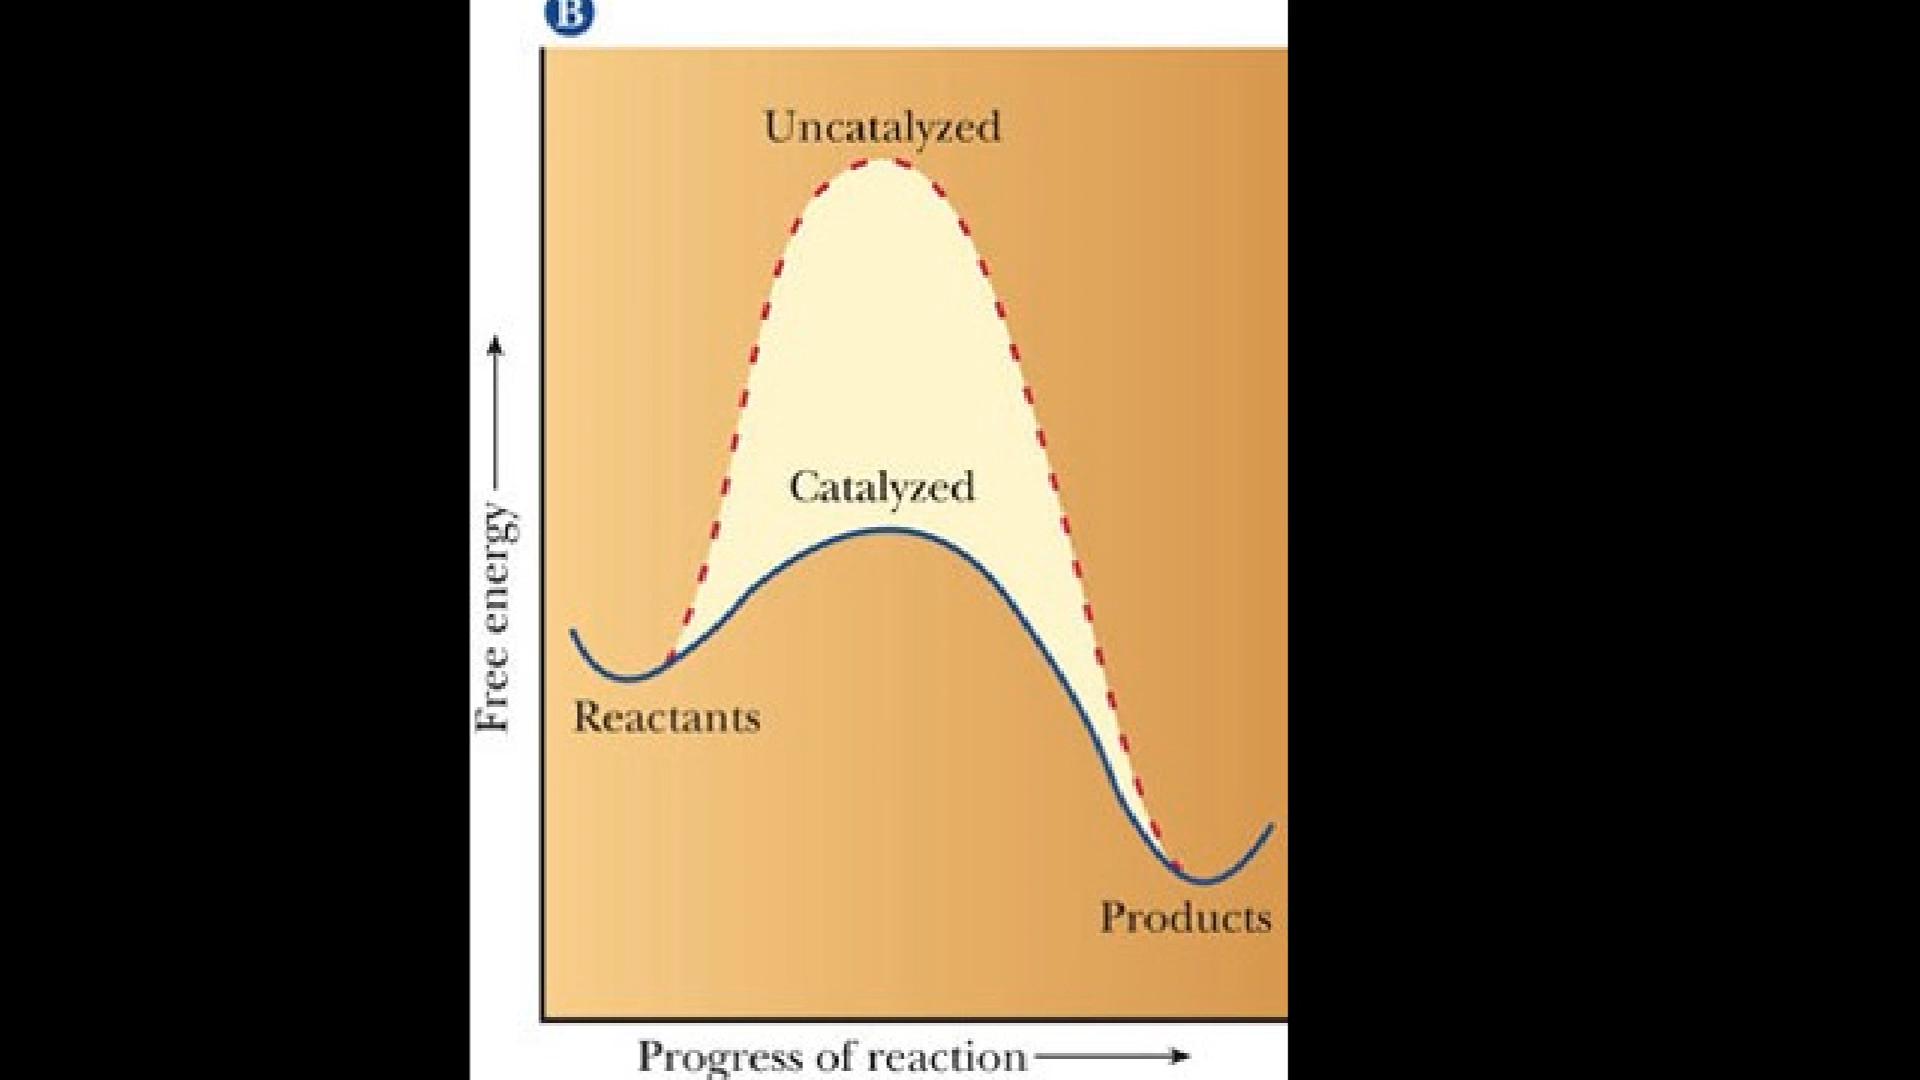 B
Uncatalyzed
Catalyzed
Free energy
Reactants
Products
Progress of reaction